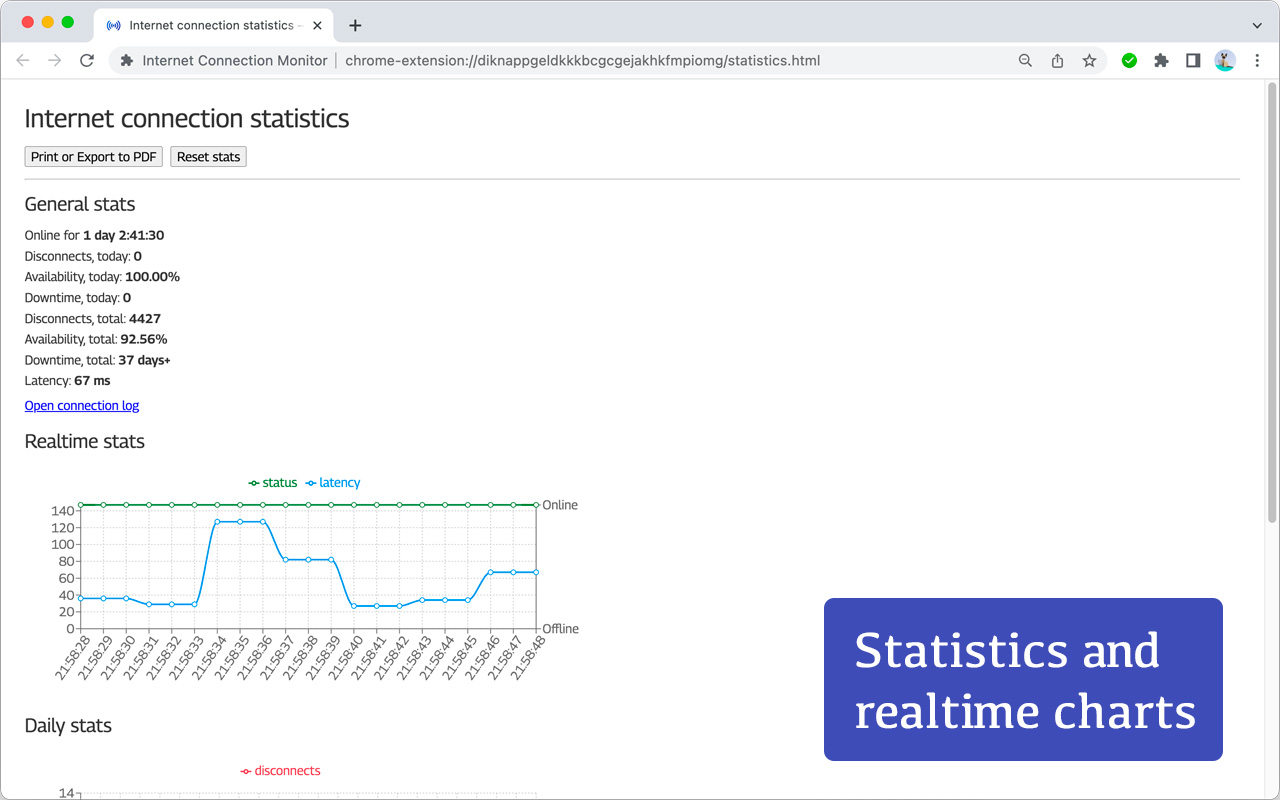 Internet connection statistics –
Internet Connection Monitor | chrome-extension://diknappgeldkkkbcgcgejakhkfmpiomg/statistics.html
Internet connection statistics
Print or Export to PDF Reset stats
General stats
Online for 1 day 2:41:30
Disconnects, today: 0
Availability, today: 100.00%
Downtime, today: 0
Disconnects, total: 4427
Availability, total: 92.56%
Downtime, total: 37 days+
Latency: 67 ms
Open connection log
Realtime stats
status latency
140 Online
120
100
80
60
40
20
0 Offline
21:58:28 21:58:29 21:58:30 21:58:31 21:58:32 21:58:33 21:58:34 21:58:35 21:58:36 21:58:37 21:58:38 21:58:39 21:58:40 21:58:41 21:58:42 21:58:43 21:58:44 21:58:45 21:58:46 21:58:47 21:58:48
Statistics and
realtime charts
Daily stats
disconnects
14